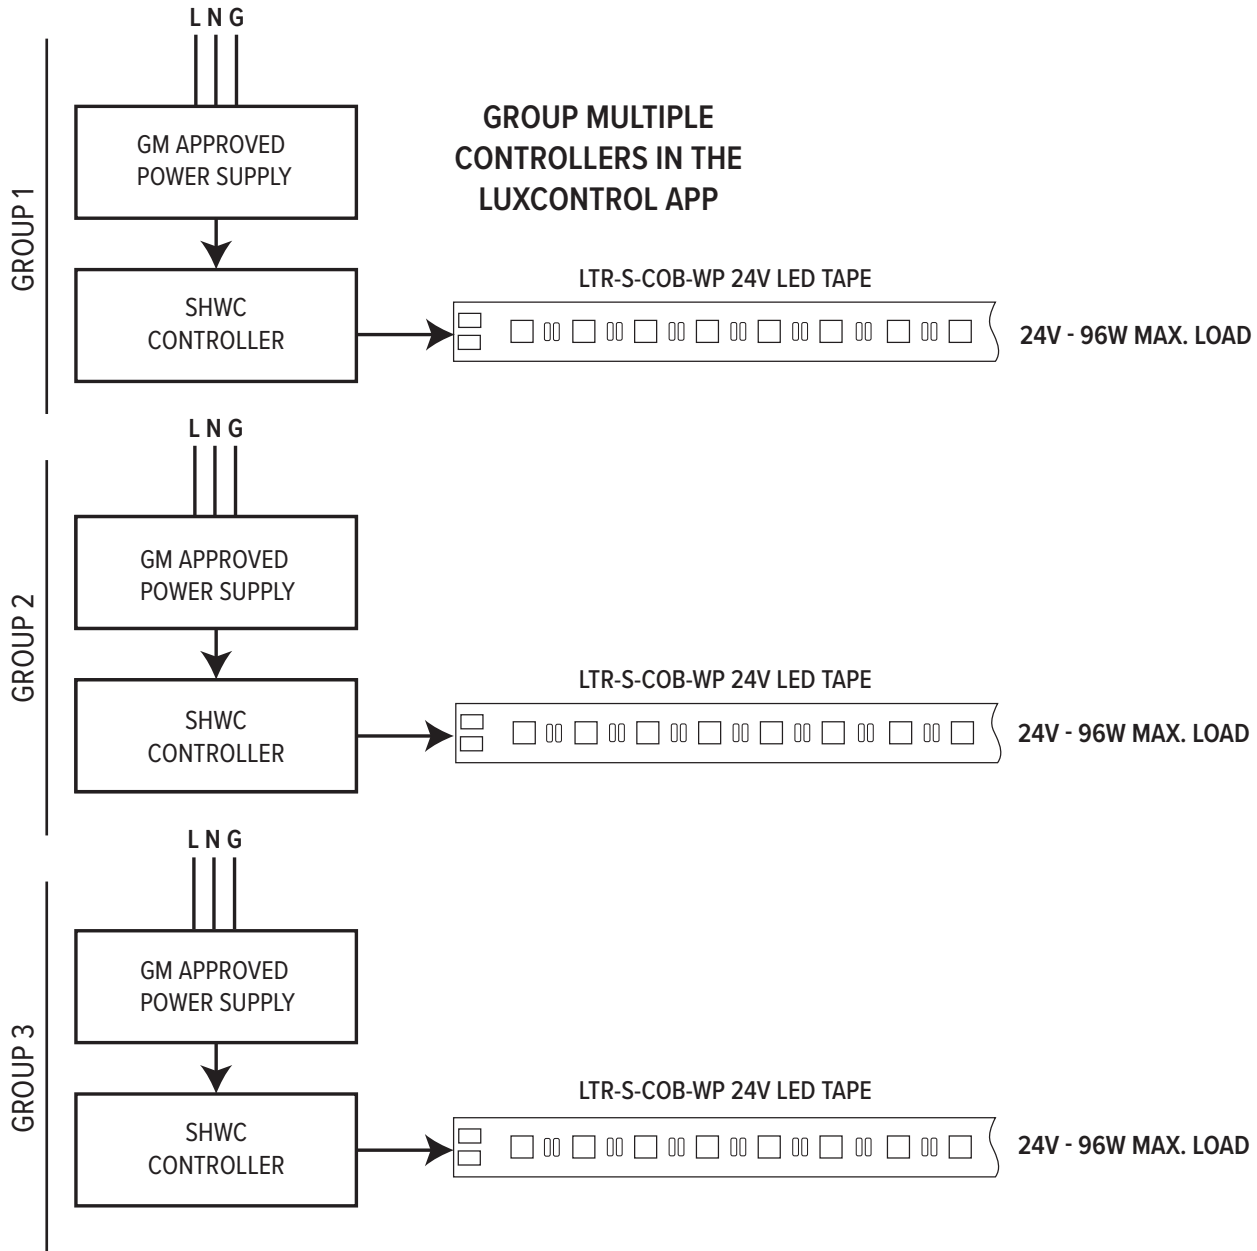 L N G
GROUP 1
GM APPROVED
POWER SUPPLY
GROUP MULTIPLE
CONTROLLERS IN THE
LUXCONTROL APP
SHWC
CONTROLLER
LTR-S-COB-WP 24V LED TAPE
24V - 96W MAX. LOAD
L N G
GROUP 2
GM APPROVED
POWER SUPPLY
SHWC
CONTROLLER
LTR-S-COB-WP 24V LED TAPE
24V - 96W MAX. LOAD
L N G
GROUP 3
GM APPROVED
POWER SUPPLY
SHWC
CONTROLLER
LTR-S-COB-WP 24V LED TAPE
24V - 96W MAX. LOAD